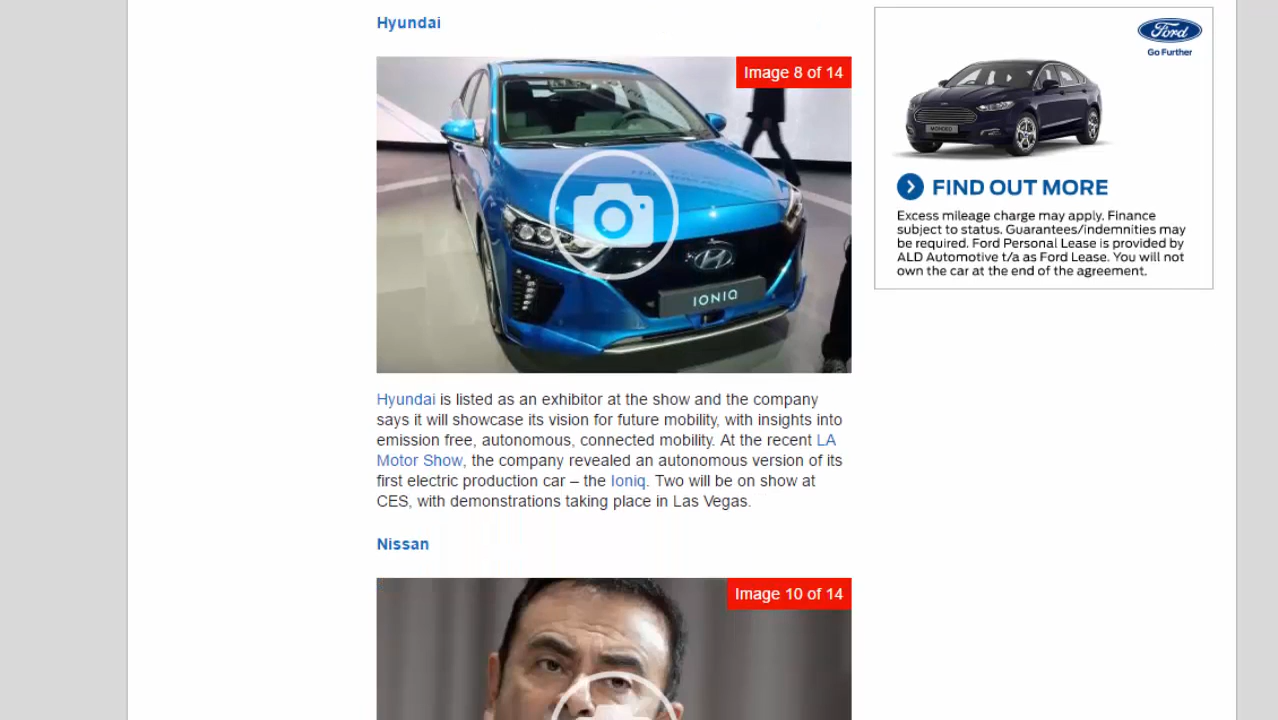 Hyundai
Image 8 of 14
IONIQ
Hyundai is listed as an exhibitor at the show and the company
says it will showcase its vision for future mobility, with insights into
emission free, autonomous, connected mobility. At the recent LA
Motor Show, the company revealed an autonomous version of its
first electric production car – the Ioniq. Two will be on show at
CES, with demonstrations taking place in Las Vegas.
Nissan
Image 10 of 14
Ford
Go Further
MONDEO
FIND OUT MORE
Excess mileage charge may apply. Finance
subject to status. Guarantees/indemnities may
be required. Ford Personal Lease is provided by
ALD Automotive t/a as Ford Lease. You will not
own the car at the end of the agreement.